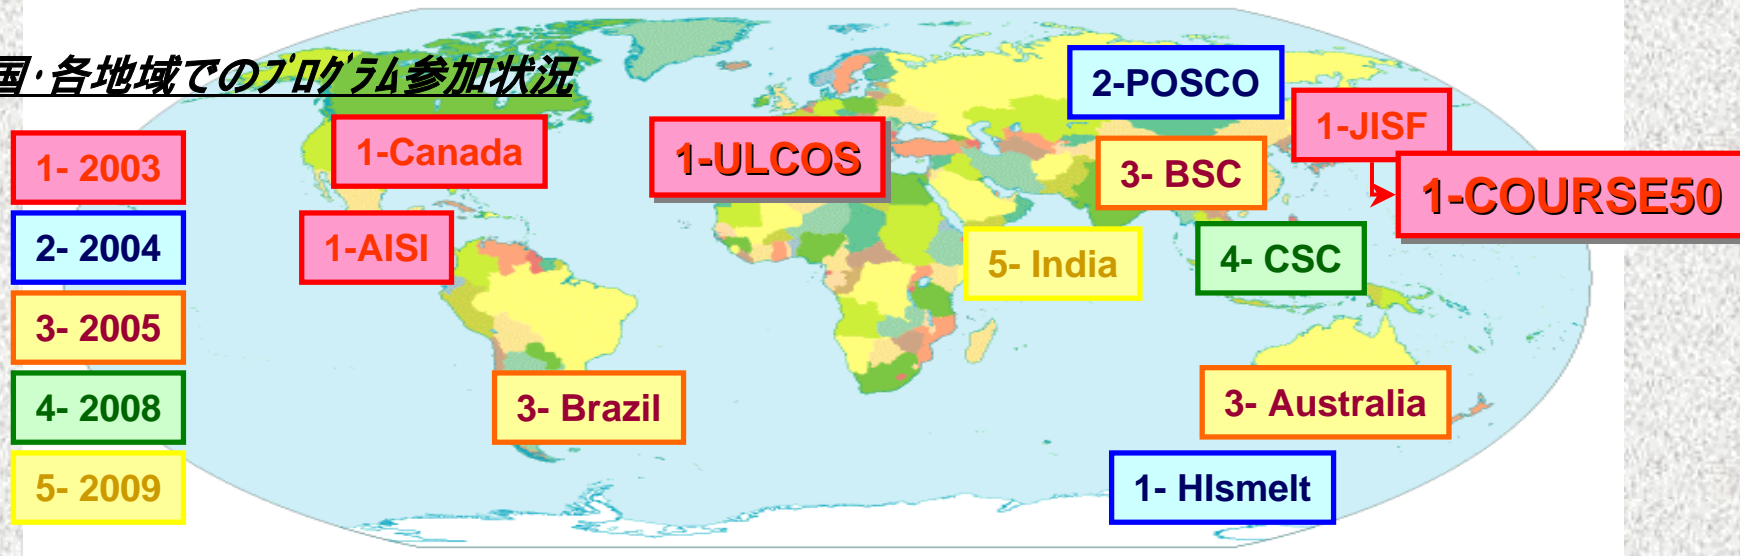 国・各地域でのプログラム参加状況
1- 2003
2- 2004
3- 2005
4- 2008
5- 2009
1-Canada
1-AISI
3- Brazil
1-ULCOS
2-POSCO
1-JISF
3- BSC
1-COURSE50
5- India
4- CSC
3- Australia
1- HIsmelt